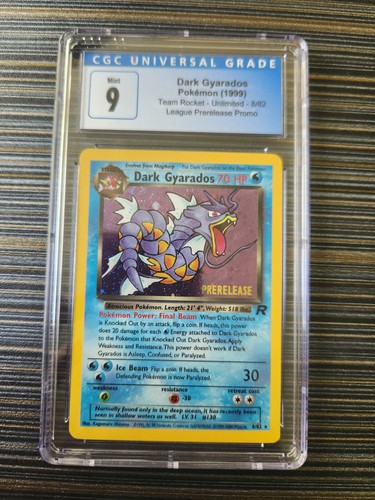 CGC UNIVERSAL GRADE
Mint
9
Dark Gyarados
Pokémon (1999)
Team Rocket - Unlimited - 8/82
League Prerelease Promo
Evolves from Magikarp
Dark Gyarados 70 HP
PRERELEASE
Atrocious Pokémon. Length: 21' 4", Weight: 518 lbs.
Pokémon Power: Final Beam When Dark Gyarados
is Knocked Out by an attack, flip a coin. If heads, this power
does 20 damage for each Energy attached to Dark Gyarados
to the Pokémon that Knocked Out Dark Gyarados. Apply
Weakness and Resistance. This power doesn't work if Dark
Gyarados is Asleep, Confused, or Paralyzed.
Ice Beam Flip a coin. If heads, the
Defending Pokémon is now Paralyzed.
30
weakness
resistance
retreat cost
-30
Normally found only in the deep ocean, it has recently been
seen in shallow waters as well. LV. 31 #130
8/82